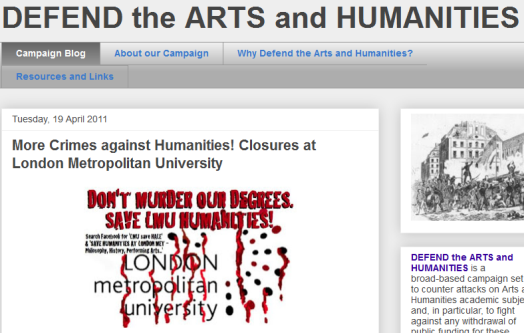 DEFEND the ARTS and HUMANITIES
Campaign Blog
About our Campaign
Why Defend the Arts and Humanities?
Resources and Links
Tuesday, 19 April 2011
More Crimes against Humanities! Closures at
London Metropolitan University
DON'T MURDER OUR DEGREES.
SAVE LMU HUMANITIES!
Search Facebook for 'LMU save HALE'
& 'SAVE HUMANITIES AT LONDON MET -
Philosophy, History, Performing Arts.'
LONDON
metropolitan
university
DEFEND the ARTS and
HUMANITIES is a
broad-based campaign set
to counter attacks on Arts a
Humanities academic subje
and, in particular, to fight
against any withdrawal of
public funding for these